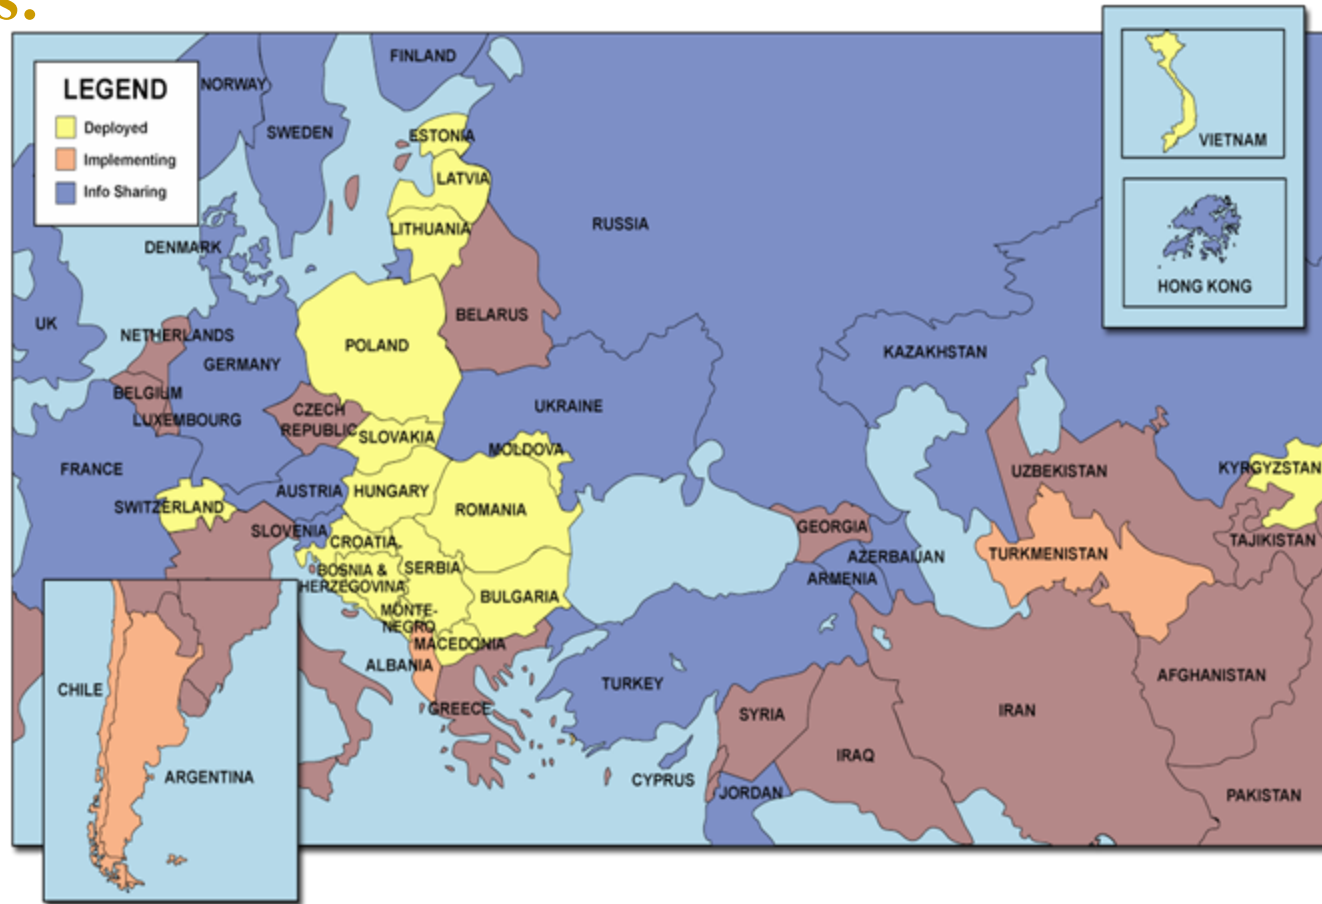 s.
LEGEND
Deployed
Implementing
Info Sharing
NORWAY
SWEDEN
FINLAND
ESTONIA
LATVIA
LITHUANIA
RUSSIA
DENMARK
UK
NETHERLANDS
GERMANY
BELGIUM
LUXEMBOURG
POLAND
BELARUS
CZECH
REPUBLIC
SLOVAKIA
UKRAINE
MOLDOVA
KAZAKHSTAN
FRANCE
SWITZERLAND
AUSTRIA
HUNGARY
ROMANIA
SLOVENIA
CROATIA
BOSNIA &
HERZEGOVINA
SERBIA
BULGARIA
MONTE-
NEGRO
MACEDONIA
ALBANIA
GREECE
GEORGIA
AZERBAIJAN
ARMENIA
TURKEY
CYPRUS
SYRIA
JORDAN
IRAQ
IRAN
UZBEKISTAN
TURKMENISTAN
KYRGYZSTAN
TAJIKISTAN
AFGHANISTAN
PAKISTAN
VIETNAM
HONG KONG
CHILE
ARGENTINA